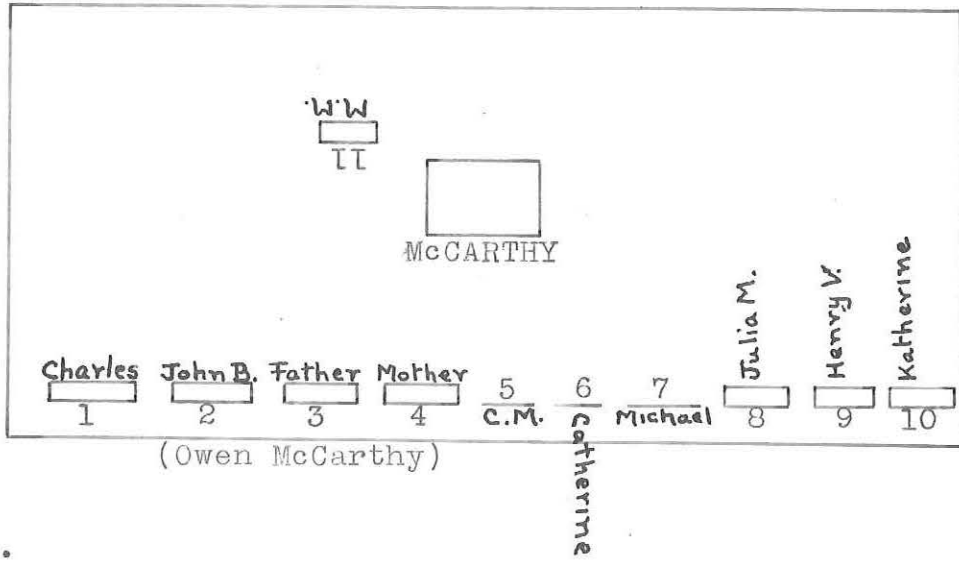 11
McCARTHY
Charles John B. Father Mother 5 6 7 Julia M. Henry V. Katherine
1 2 3 4 C.M. Catherine Michael 8 9 10
(Owen McCarthy)